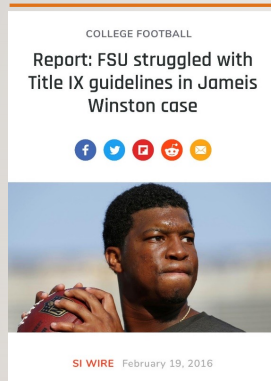 COLLEGE FOOTBALL
Report: FSU struggled with
Title IX guidelines in Jameis
Winston case
SI WIRE February 19, 2016